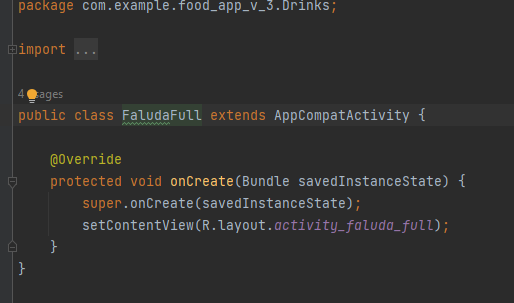 package com.example.food_app_v_3.Drinks;
import ...
4 usages
public class FaludaFull extends AppCompatActivity {
@Override
protected void onCreate(Bundle savedInstanceState) {
super.onCreate(savedInstanceState);
setContentView(R.layout.activity_faluda_full);
}
}